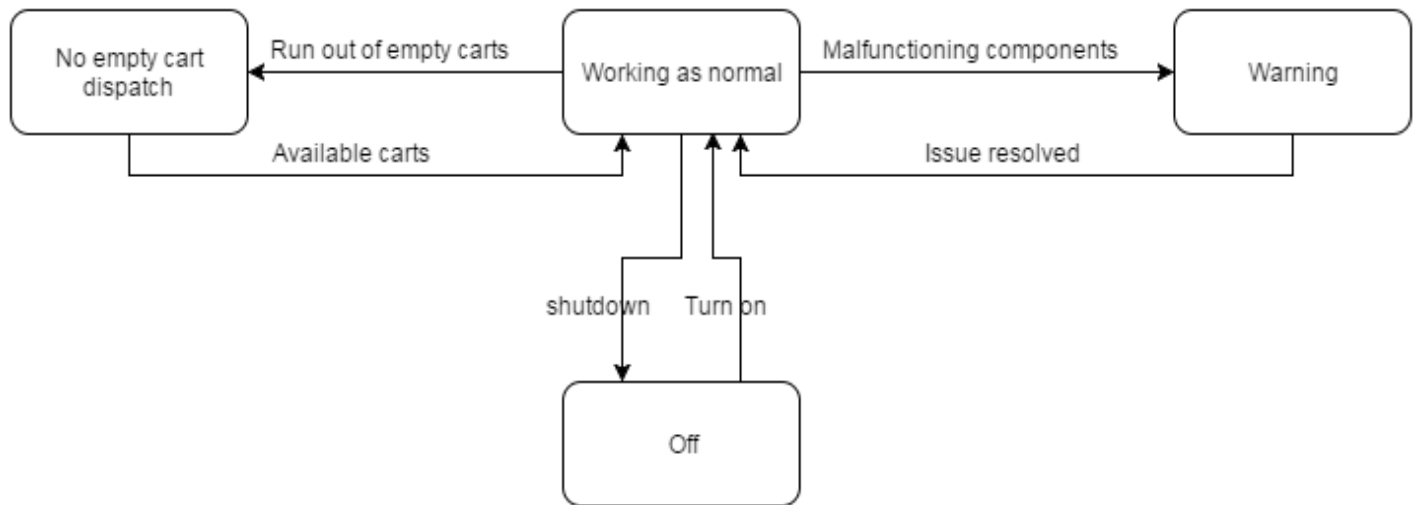 No empty cart
dispatch
Run out of empty carts
Working as normal
Malfunctioning components
Warning
Available carts
Issue resolved
shutdown
Turn on
Off